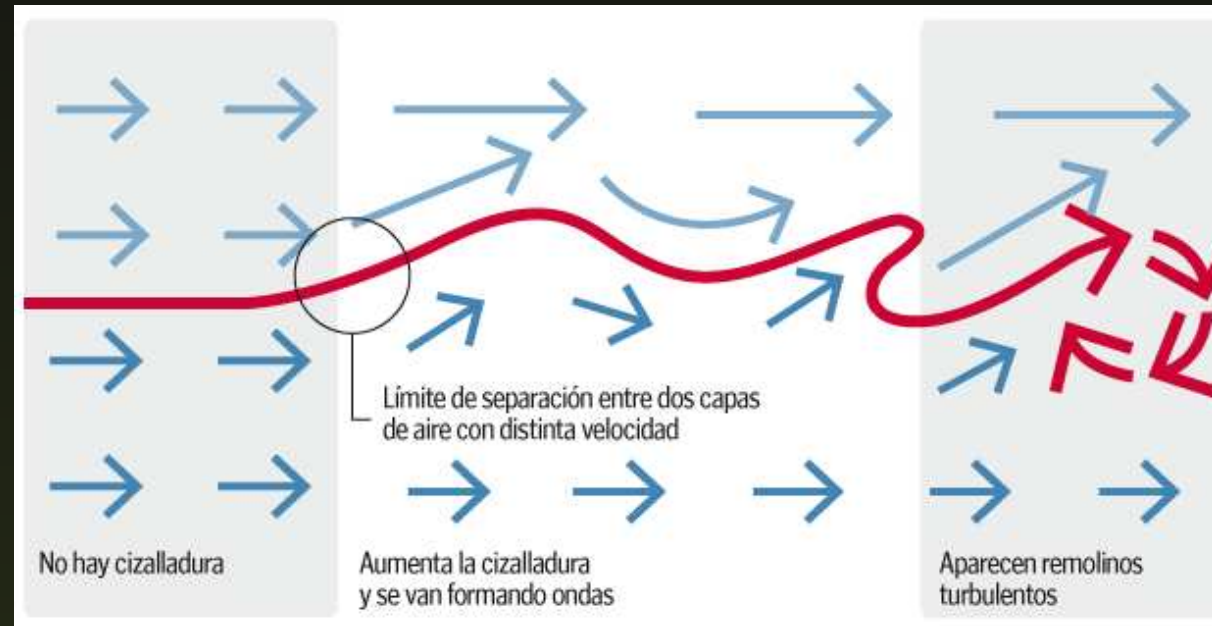 Límite de separación entre dos capas
de aire con distinta velocidad
No hay cizalladura
Aumenta la cizalladura
y se van formando ondas
Aparecen remolinos
turbulentos